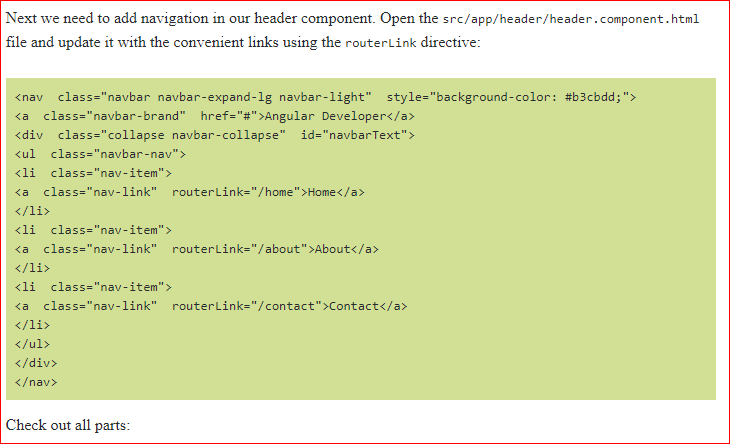 Next we need to add navigation in our header component. Open the src/app/header/header.component.html
file and update it with the convenient links using the routerLink directive:
<nav  class="navbar navbar-expand-lg navbar-light"  style="background-color: #b3cbdd;">
<a  class="navbar-brand"  href="#">Angular Developer</a>
<div  class="collapse navbar-collapse"  id="navbarText">
<ul  class="navbar-nav">
<li  class="nav-item">
<a  class="nav-link"  routerLink="/home">Home</a>
</li>
<li  class="nav-item">
<a  class="nav-link"  routerLink="/about">About</a>
</li>
<li  class="nav-item">
<a  class="nav-link"  routerLink="/contact">Contact</a>
</li>
</ul>
</div>
</nav>
Check out all parts: